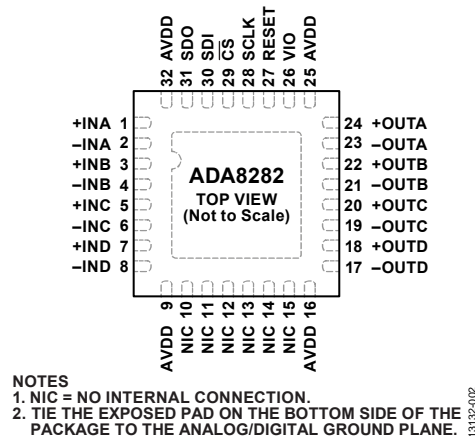 32 AVDD
31 SDO
30 SDI
29 CS
28 SCLK
27 RESET
26 VIO
25 AVDD
+INA 1
–INA 2
+INB 3
–INB 4
+INC 5
–INC 6
+IND 7
–IND 8
ADA8282
TOP VIEW
(Not to Scale)
24 +OUTA
23 –OUTA
22 +OUTB
21 –OUTB
20 +OUTC
19 –OUTC
18 +OUTD
17 –OUTD
AVDD 9
NIC 10
NIC 11
NIC 12
NIC 13
NIC 14
NIC 15
AVDD 16
NOTES
1. NIC = NO INTERNAL CONNECTION.
2. TIE THE EXPOSED PAD ON THE BOTTOM SIDE OF THE
PACKAGE TO THE ANALOG/DIGITAL GROUND PLANE.
13132-002